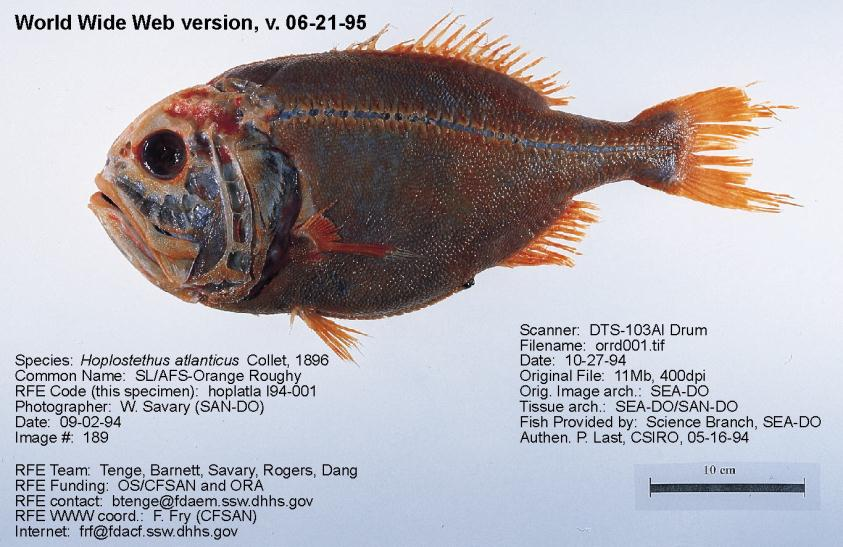 World Wide Web version, v. 06-21-95
Species: Hoplostethus atlanticus Collet, 1896
Common Name: SL/AFS-Orange Roughy
RFE Code (this specimen): hoplatla I94-001
Photographer: W. Savary (SAN-DO)
Date: 09-02-94
Image #: 189
RFE Team: Tenge, Barnett, Savary, Rogers, Dang
RFE Funding: OS/CFSAN and ORA
RFE contact: btenge@fdaem.ssw.dhhs.gov
RFE WWW coord.: F. Fry (CFSAN)
Internet: frf@fdacf.ssw.dhhs.gov
Scanner: DTS-103AI Drum
Filename: orrd001.tif
Date: 10-27-94
Original File: 11Mb, 400dpi
Orig. Image arch.: SEA-DO
Tissue arch.: SEA-DO/SAN-DO
Fish Provided by: Science Branch, SEA-DO
Authen. P. Last, CSIRO, 05-16-94
10 cm